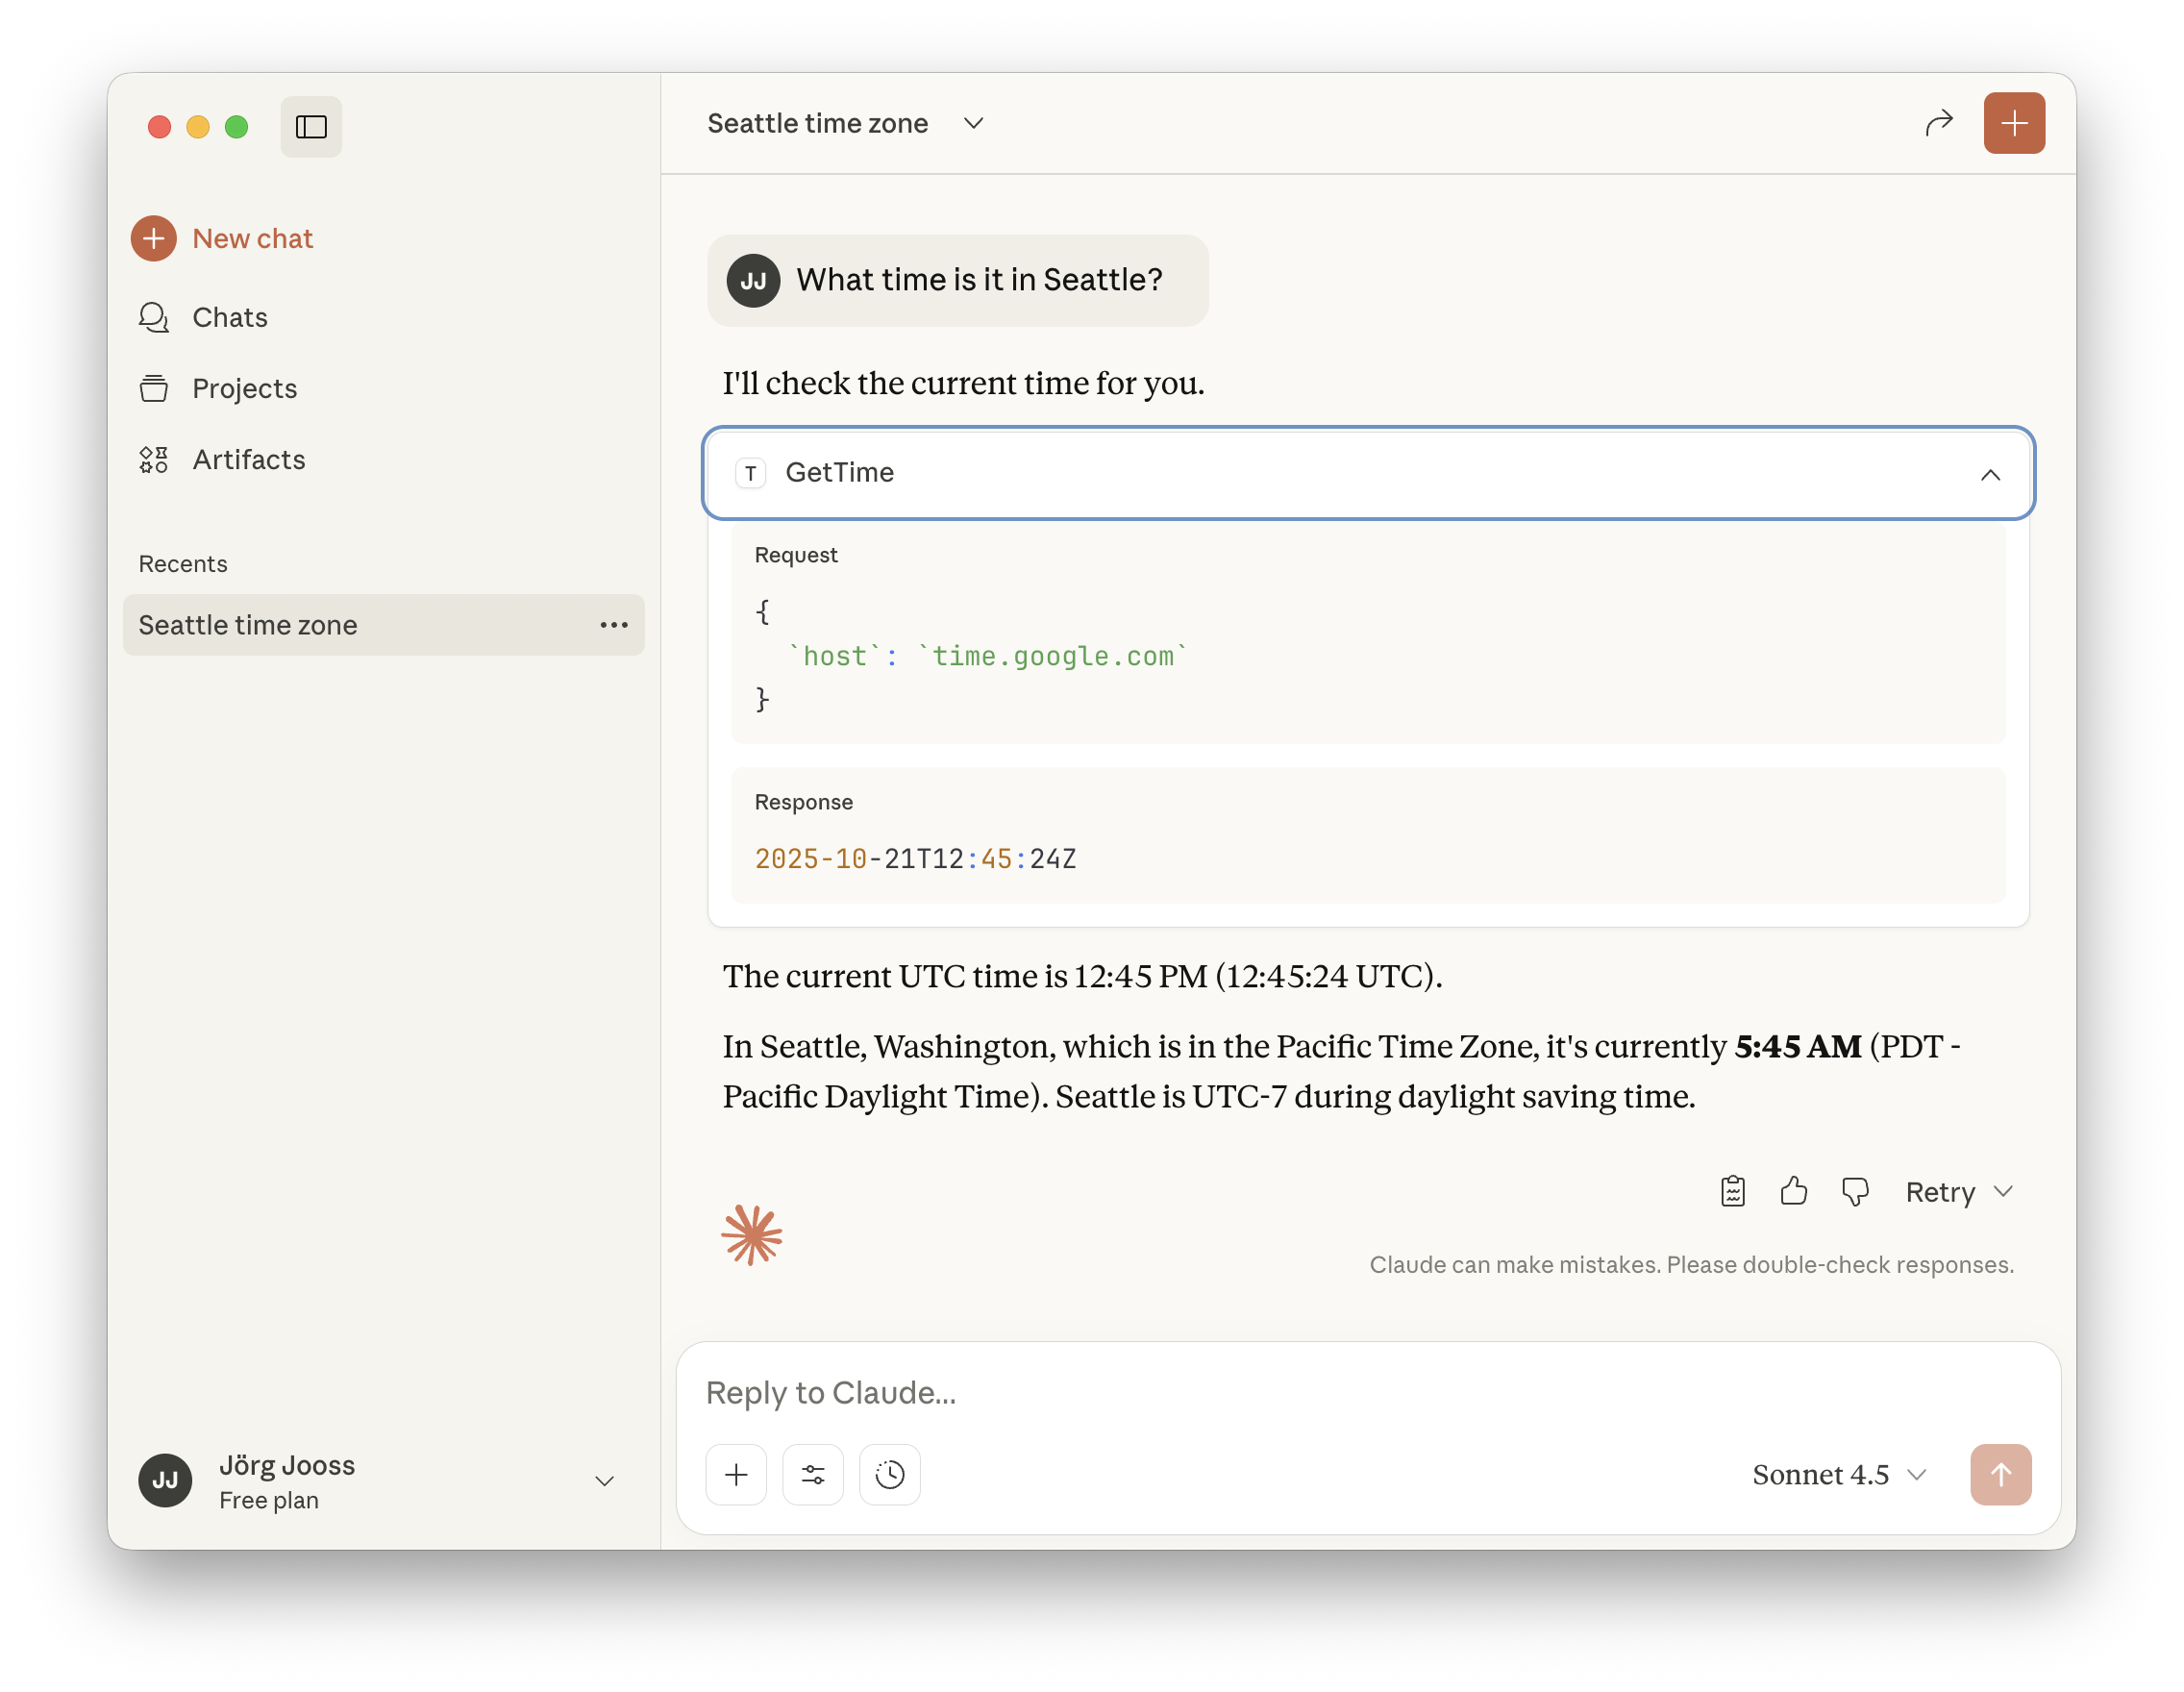 New chat
Chats
Projects
Artifacts
Recents
Seattle time zone
JJ
Jörg Jooss
Free plan
Seattle time zone
JJ What time is it in Seattle?
I'll check the current time for you.
T GetTime
Request
{
`host`: `time.google.com`
}
Response
2025-10-21T12:45:24Z
The current UTC time is 12:45 PM (12:45:24 UTC).
In Seattle, Washington, which is in the Pacific Time Zone, it's currently 5:45 AM (PDT -
Pacific Daylight Time). Seattle is UTC-7 during daylight saving time.
Retry
Claude can make mistakes. Please double-check responses.
Reply to Claude...
Sonnet 4.5